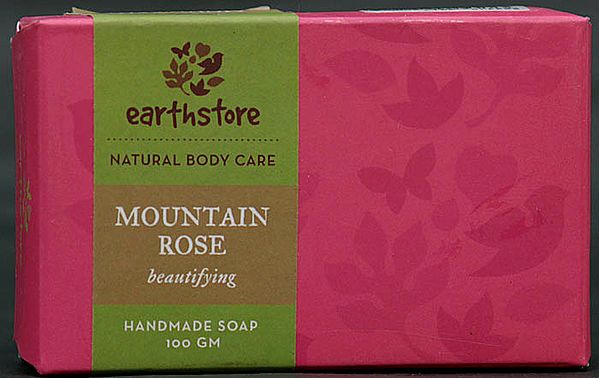 earthstore
NATURAL BODY CARE
MOUNTAIN
ROSE
beautifying
HANDMADE SOAP
100 GM